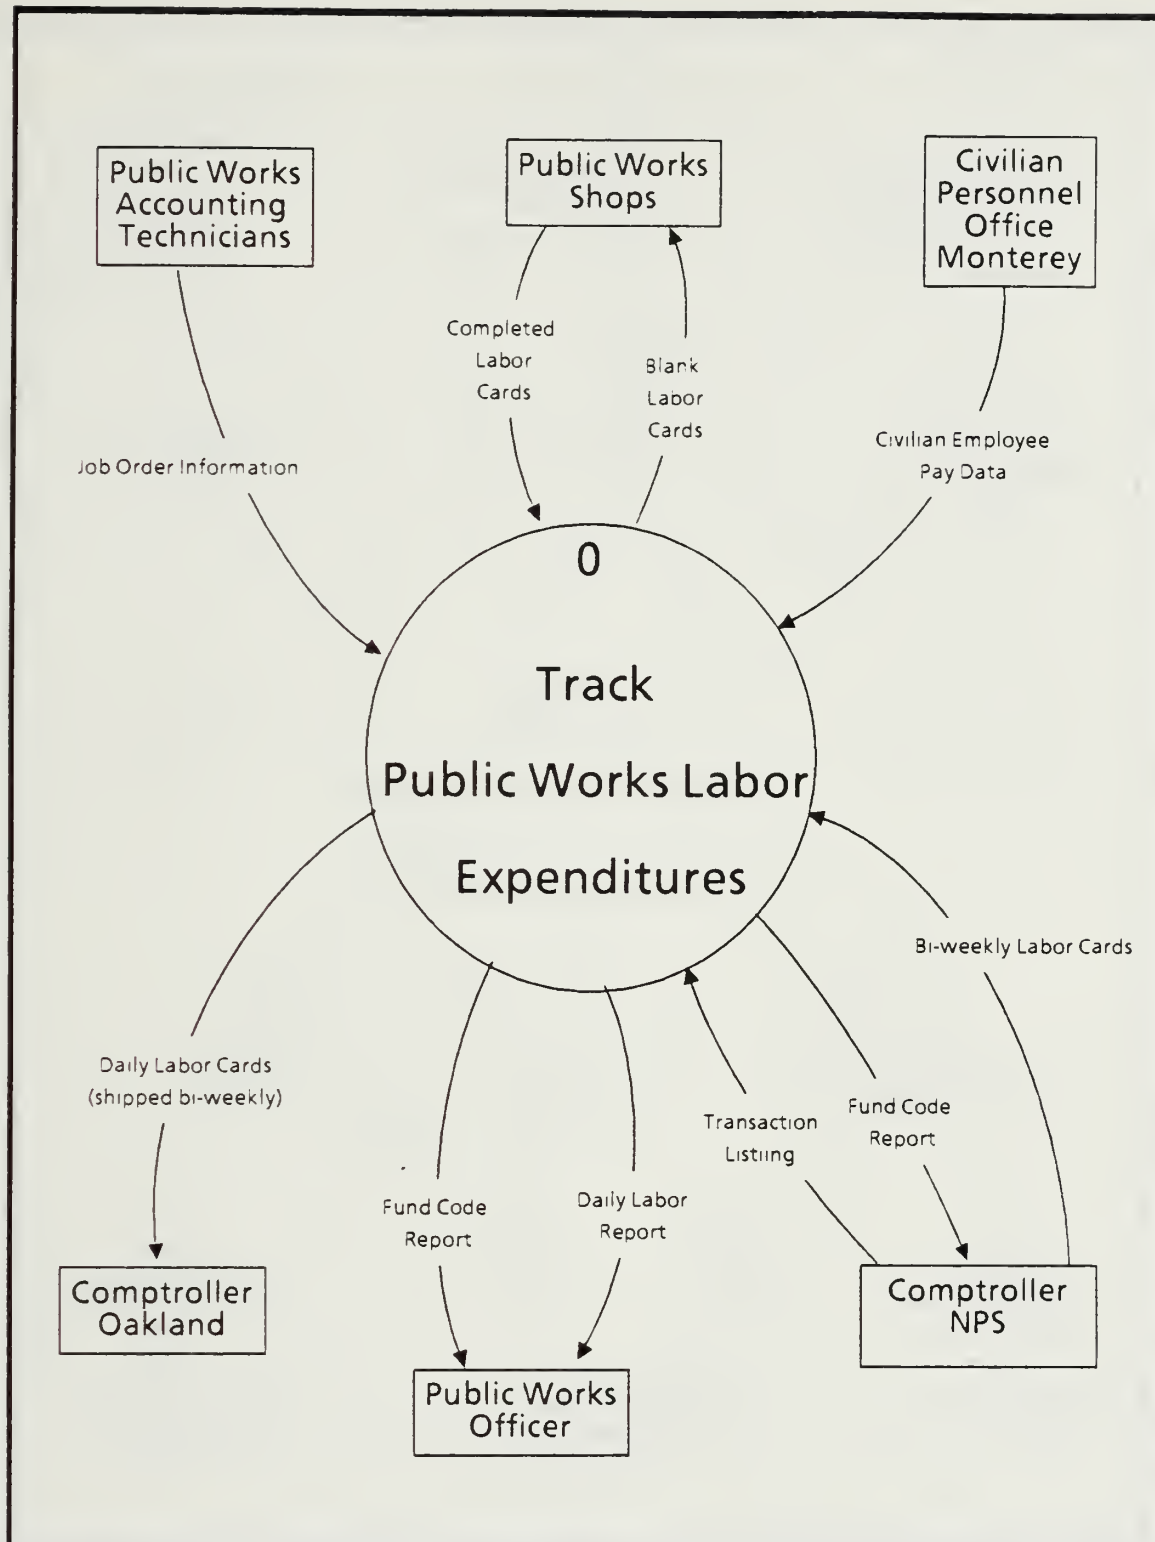 Public Works
Accounting
Technicians
Public Works
Shops
Civilian
Personnel
Office
Monterey
Completed
Labor
Cards
Blank
Labor
Cards
Job Order Information
Civilian Employee
Pay Data
0
Track
Public Works Labor
Expenditures
Bi-weekly Labor Cards
Daily Labor Cards
(shipped bi-weekly)
Transaction
Listing
Fund Code
Report
Fund Code
Report
Daily Labor
Report
Comptroller
Oakland
Comptroller
NPS
Public Works
Officer